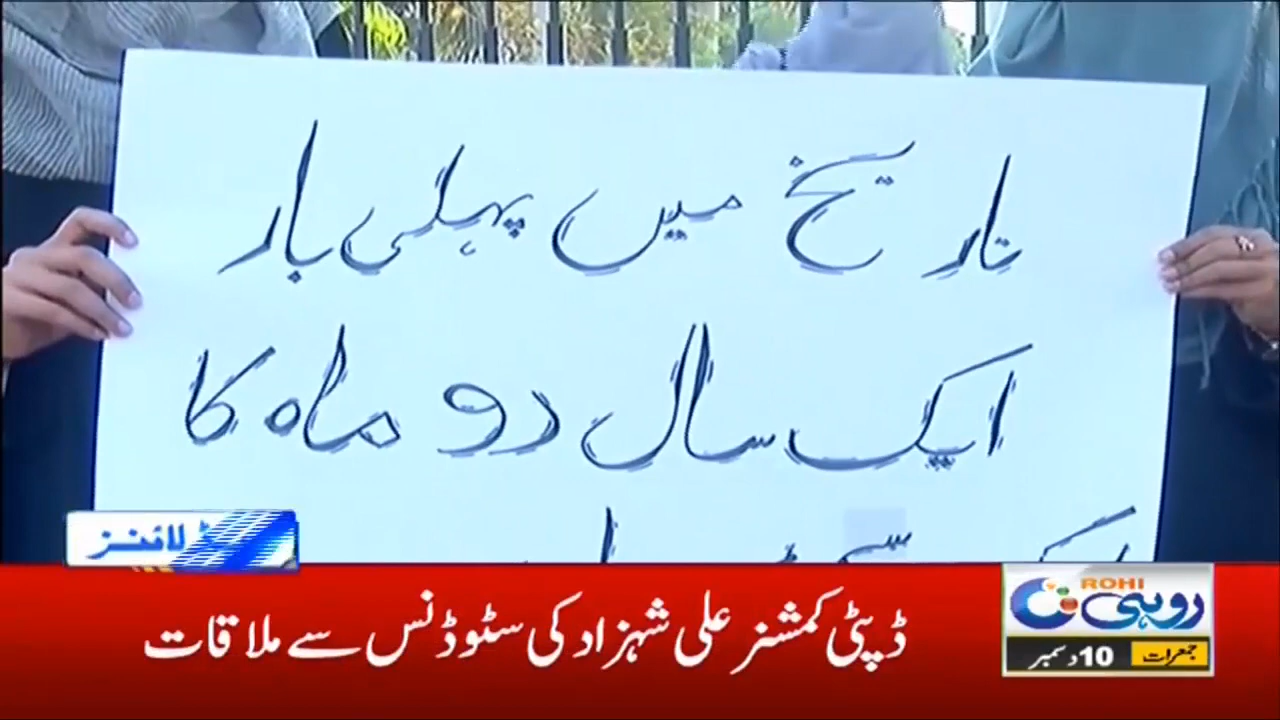 تاریخ میں پہلی بار
ایک سال دو ماہ کا
لائنز
ROHI
روہی
ڈپٹی کمشنر علی شہزاد کی سٹوڈنس سے ملاقات
جمعرات 10 دسمبر